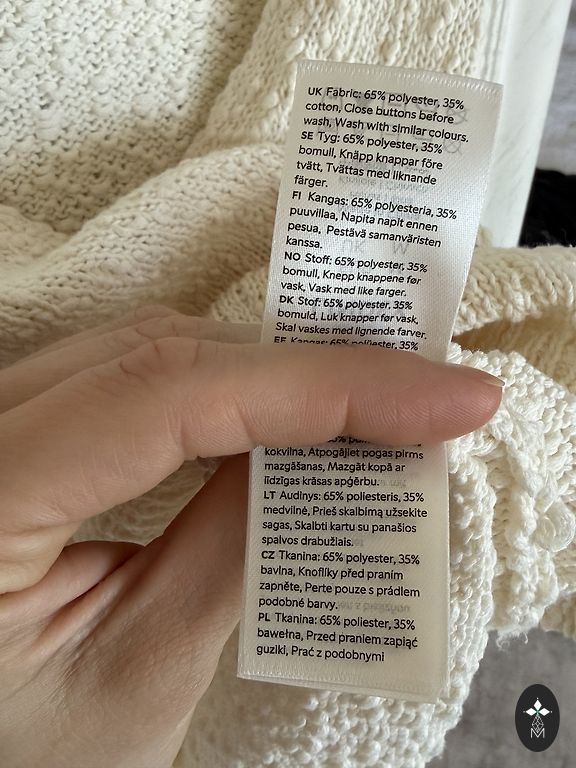 UK Fabric: 65% polyester, 35%
cotton, Close buttons before
wash, Wash with similar colours.
SE Tyg: 65% polyester, 35%
bomull, Knäpp knappar före
tvätt, Tvättas med liknande
färger.
FI Kangas: 65% polyesteria, 35%
puuvillaa, Napita napit ennen
pesua, Pestävä samanväristen
kanssa.
NO Stoff: 65% polyester, 35%
bomull, Knepp knappene før
vask, Vask med like farger.
DK Stof: 65% polyester, 35%
bomuld, Luk knapper før vask,
Skal vaskes med lignende farver.
EE Kangas: 65% polüester, 35%
kokvilna, Atpogājiet pogas pirms
mazgāšanas, Mazgāt kopā ar
līdzīgas krāsas apģērbu.
LT Audinys: 65% poliesteris, 35%
medvilnė, Prieš skalbimą užsekite
sagas, Skalbti kartu su panašios
spalvos drabužiais.
CZ Tkanina: 65% polyester, 35%
bavlna, Knoflíky před praním
zapněte, Perte pouze s prádlem
podobné barvy.
PL Tkanina: 65% poliester, 35%
bawełna, Przed praniem zapiąć
guziki, Prać z podobnymi